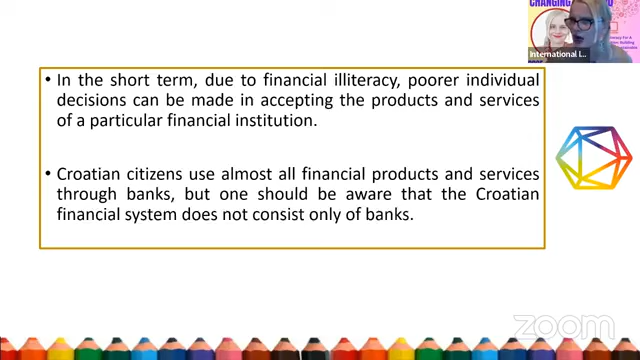 CHANGING
• In the short term, due to financial illiteracy, poorer individual
decisions can be made in accepting the products and services
of a particular financial institution.
• Croatian citizens use almost all financial products and services
through banks, but one should be aware that the Croatian
financial system does not consist only of banks.
International I...
zoom